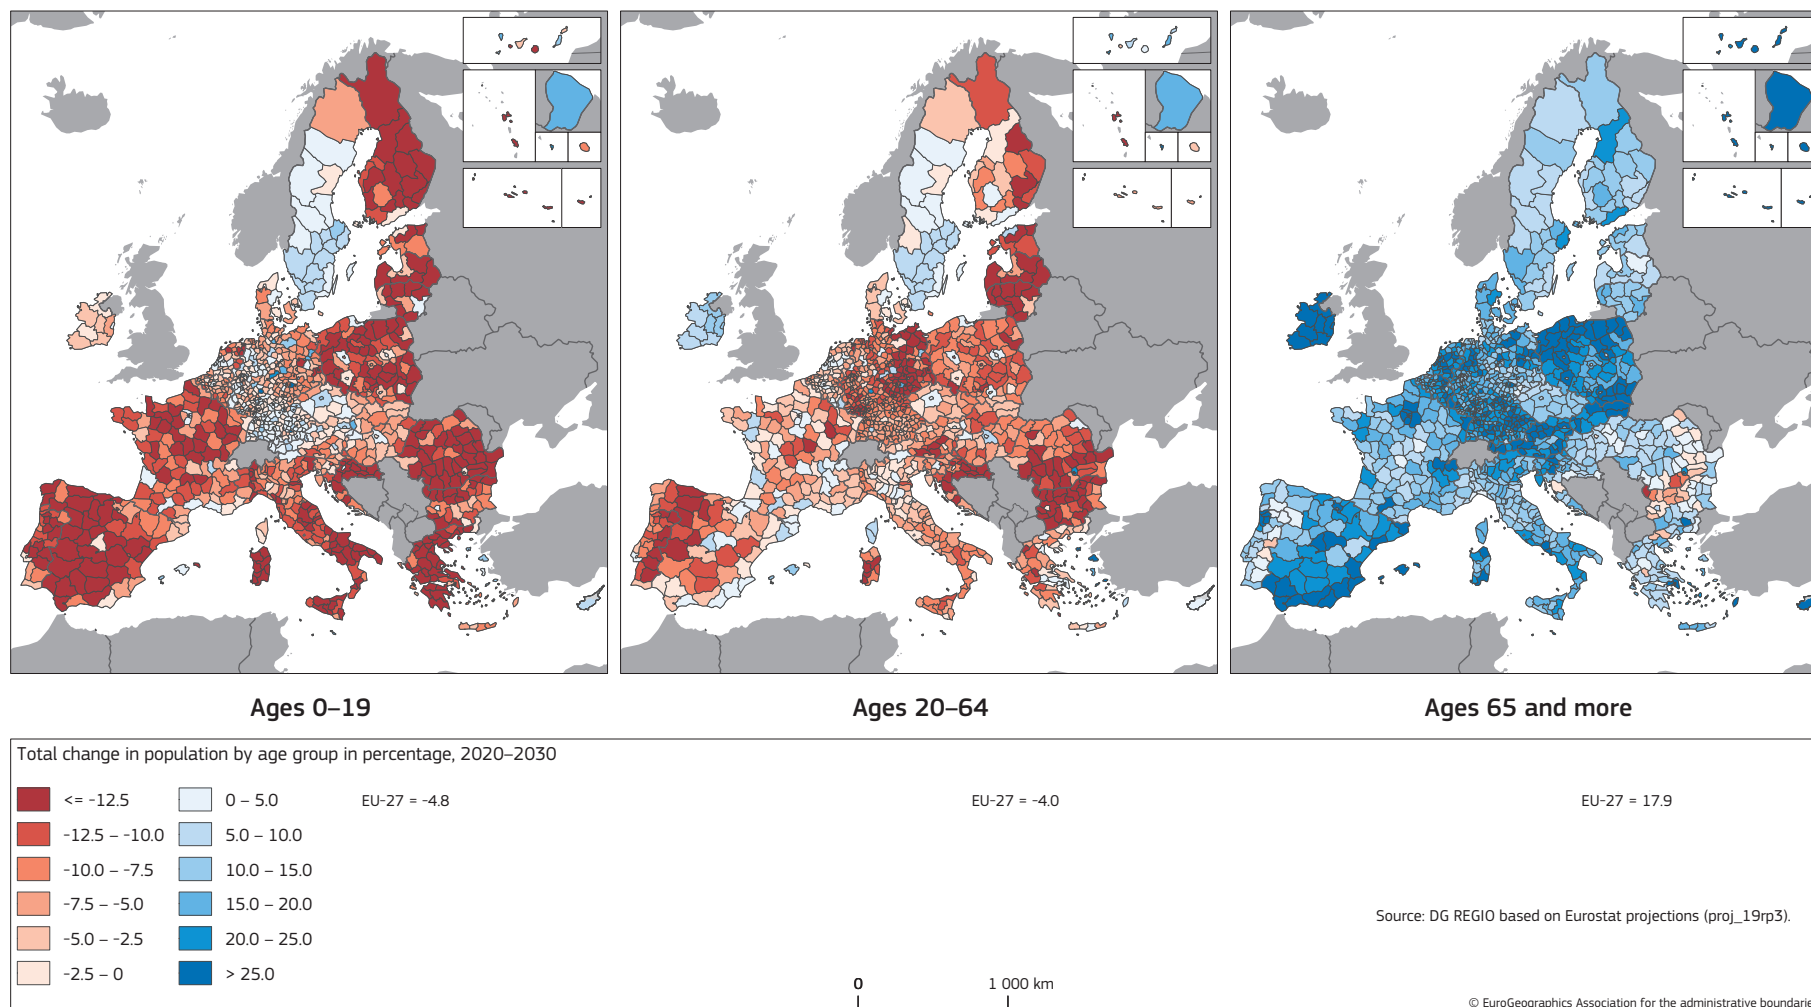 Ages 0–19
Ages 20–64
Ages 65 and more
Total change in population by age group in percentage, 2020–2030
<= -12.5
-12.5 – -10.0
-10.0 – -7.5
-7.5 – -5.0
-5.0 – -2.5
-2.5 – 0
0 – 5.0
5.0 – 10.0
10.0 – 15.0
15.0 – 20.0
20.0 – 25.0
> 25.0
EU-27 = -4.8
EU-27 = -4.0
EU-27 = 17.9
Source: DG REGIO based on Eurostat projections (proj_19rp3).
0
1 000 km
© EuroGeographics Association for the administrative boundarie